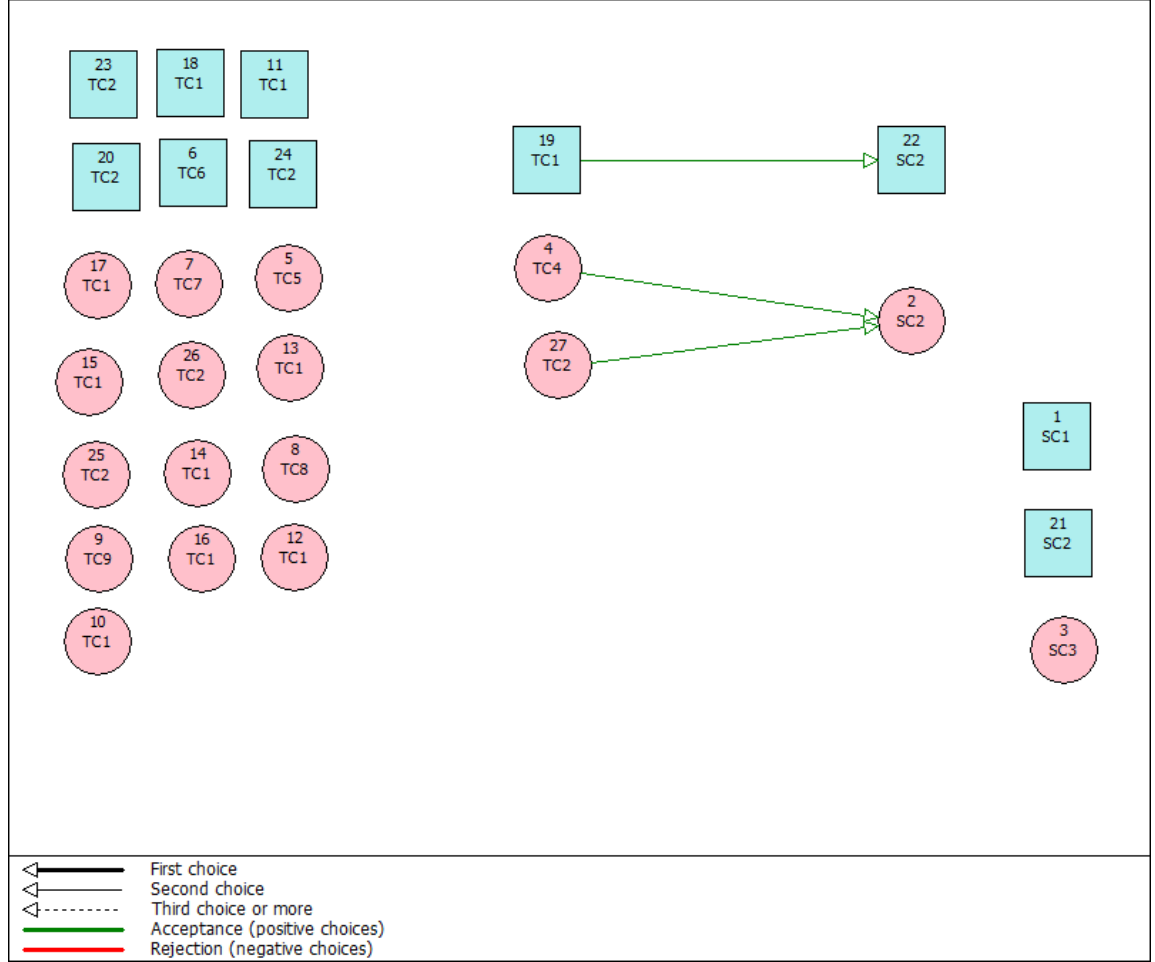 23
TC2
18
TC1
11
TC1
20
TC2
6
TC6
24
TC2
19
TC1
22
SC2
17
TC1
7
TC7
5
TC5
4
TC4
2
SC2
15
TC1
26
TC2
13
TC1
27
TC2
1
SC1
25
TC2
14
TC1
8
TC8
21
SC2
9
TC9
16
TC1
12
TC1
10
TC1
3
SC3
First choice
Second choice
Third choice or more
Acceptance (positive choices)
Rejection (negative choices)